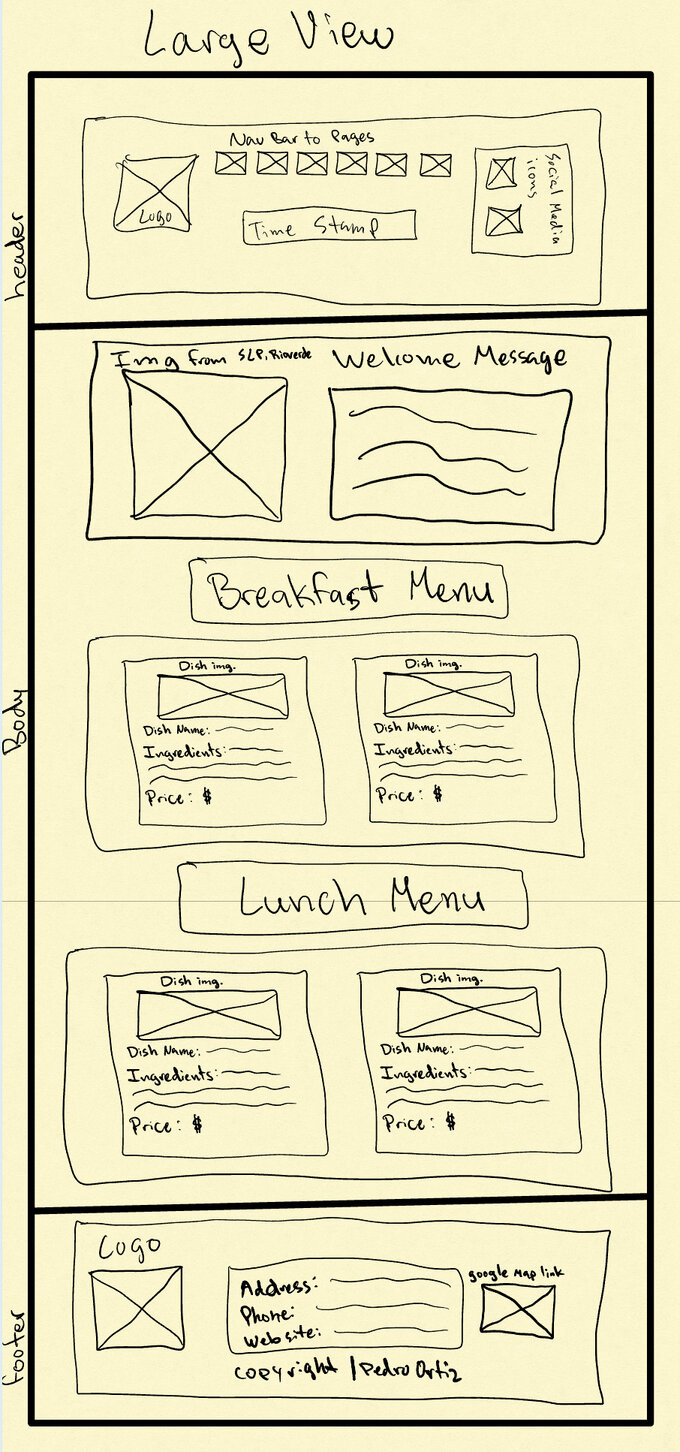 Large View
header
Nav Bar to Pages
Logo
Time Stamp
Social Media
icons
Body
Img from SLP, Rioverde
Welcome Message
Breakfast Menu
Dish img.
Dish Name:
Ingredients:
Price: $
Dish img.
Dish Name:
Ingredients:
Price: $
Lunch Menu
Dish img.
Dish Name:
Ingredients:
Price: $
Dish img.
Dish Name:
Ingredients:
Price: $
footer
Logo
Address:
Phone:
Website:
google Map link
copyright | Pedro Ortiz